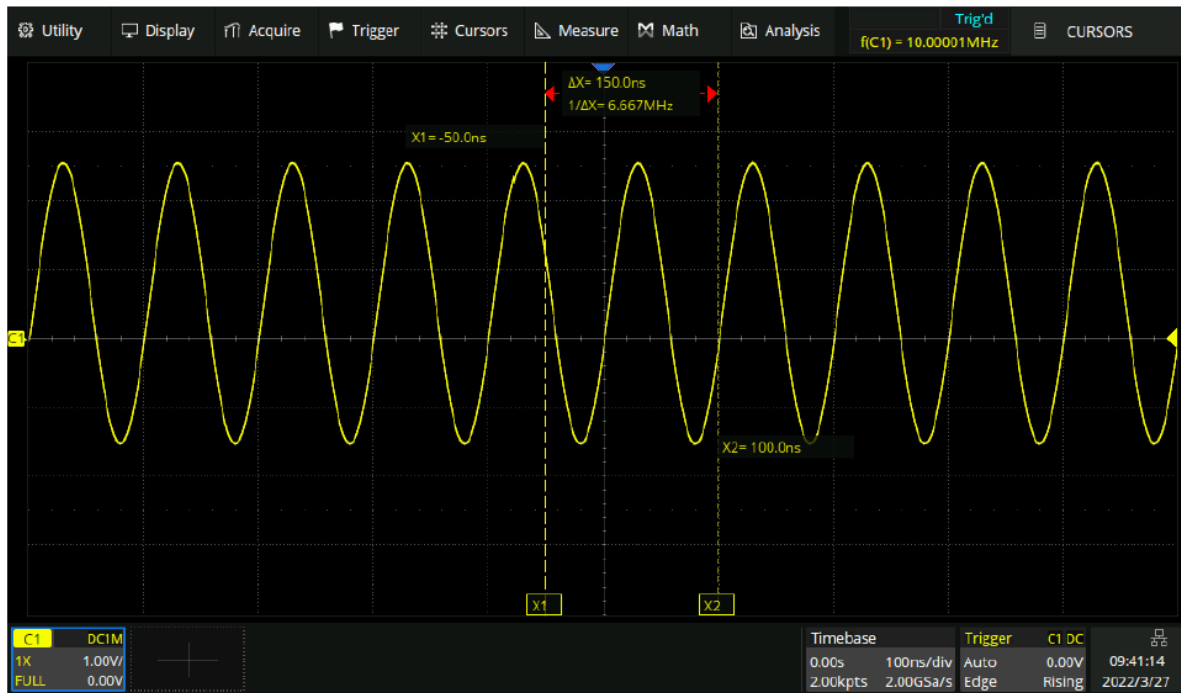 Utility Display Acquire Trigger Cursors Measure Math Analysis
Trig'd
f(C1) = 10.00001MHz
CURSORS
ΔX= 150.0ns
1/ΔX= 6.667MHz
X1= -50.0ns
C1
X2= 100.0ns
X1 X2
C1 DC1M
1X 1.00V/
FULL 0.00V
Timebase
0.00s 100ns/div
2.00kpts 2.00GSa/s
Trigger C1 DC
Auto 0.00V
Edge Rising
09:41:14
2022/3/27